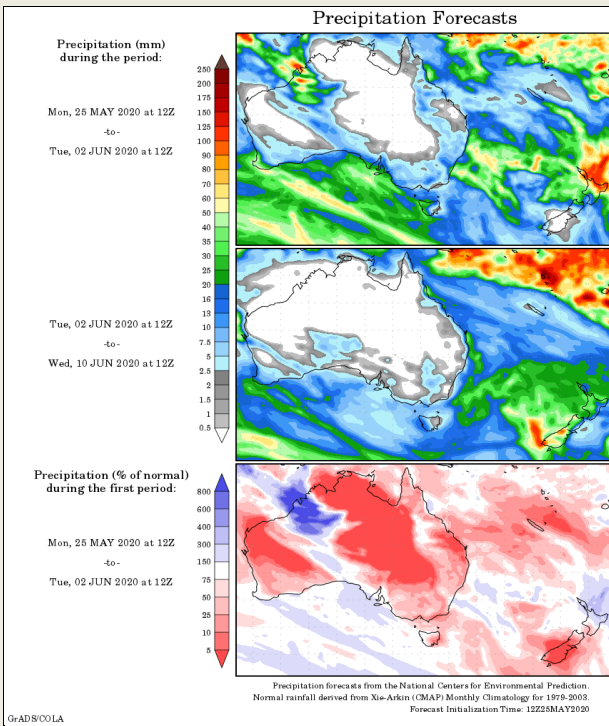 Precipitation Forecasts
Precipitation (mm)
during the period:
Mon, 25 MAY 2020 at 12Z
-to-
Tue, 02 JUN 2020 at 12Z
250
200
175
150
125
100
90
80
70
60
50
40
35
30
25
20
16
13
10
7.5
5
2.5
2
1.5
1
0.5
Tue, 02 JUN 2020 at 12Z
-to-
Wed, 10 JUN 2020 at 12Z
Precipitation (% of normal)
during the first period:
Mon, 25 MAY 2020 at 12Z
-to-
Tue, 02 JUN 2020 at 12Z
800
600
400
300
150
75
50
25
10
5
Precipitation forecasts from the National Centers for Environmental Prediction.
Normal rainfall derived from Xie-Arkin (CMAP) Monthly Climatology for 1979-2003.
Forecast Initialization Time: 12Z25MAY2020
GrADS/COLA